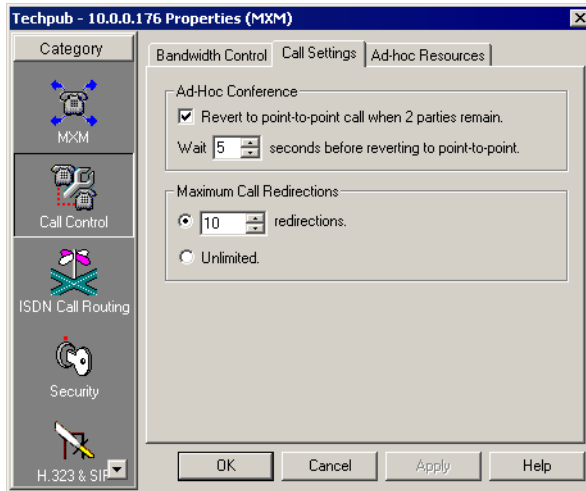 Techpub - 10.0.0.176 Properties (MXM)
Category
MXM
Call Control
ISDN Call Routing
Security
H.323 & SIP
Bandwidth Control
Call Settings
Ad-hoc Resources
Ad-Hoc Conference
Revert to point-to-point call when 2 parties remain.
Wait 5 seconds before reverting to point-to-point.
Maximum Call Redirections
10 redirections.
Unlimited.
OK
Cancel
Apply
Help